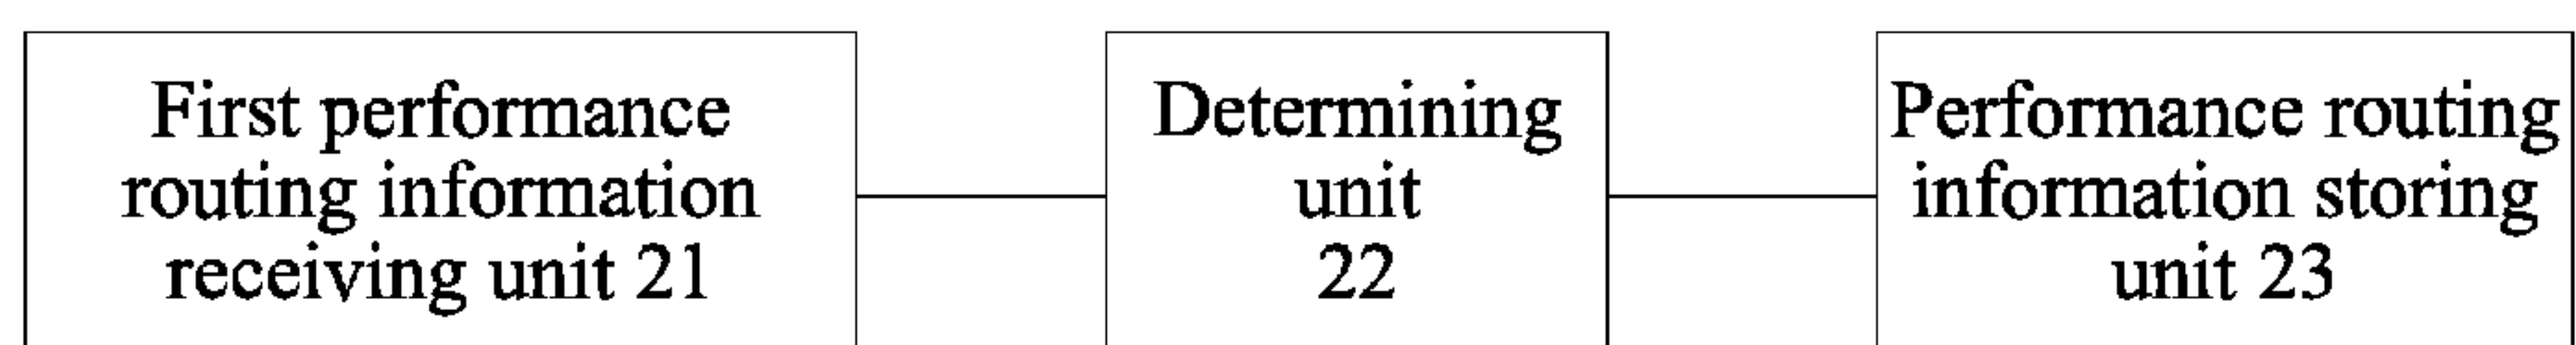 First performance
routing information
receiving unit 21
Determining
unit
22
Performance routing
information storing
unit 23